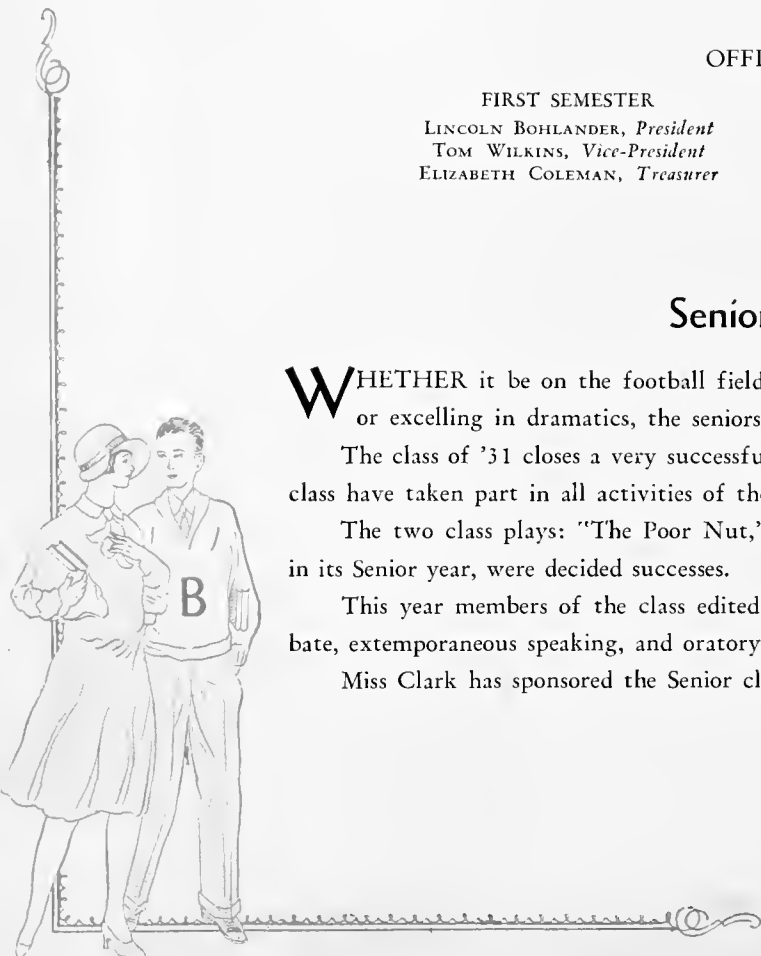 OFFI
FIRST SEMESTER
LINCOLN BOHLANDER, President
TOM WILKINS, Vice-President
ELIZABETH COLEMAN, Treasurer
Senior
WHETHER it be on the football field
or excelling in dramatics, the seniors
The class of '31 closes a very successfu
class have taken part in all activities of the
The two class plays: "The Poor Nut,"
in its Senior year, were decided successes.
This year members of the class edited
bate, extemporaneous speaking, and oratory
Miss Clark has sponsored the Senior cl
B